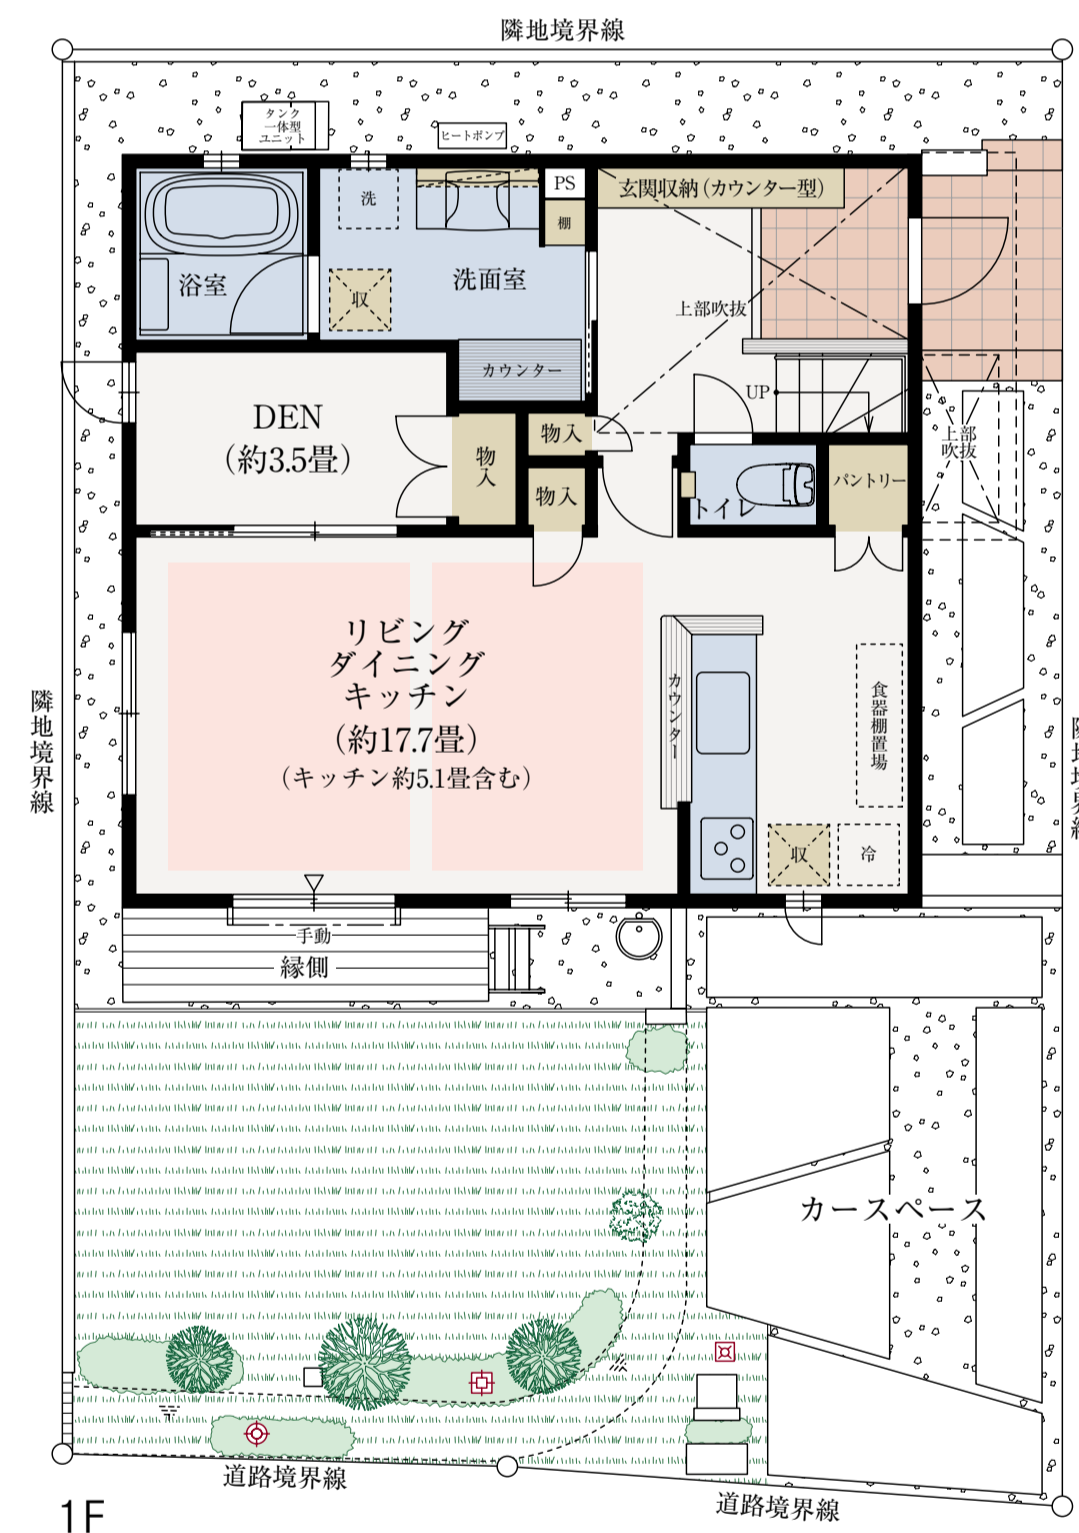 隣地境界線
タンク
一体型
ユニット
ヒートポンプ
洗
PS
棚
玄関収納(カウンター型)
浴室
収
洗面室
上部吹抜
カウンター
UP
DEN
(約3.5畳)
物入
物入
物入
トイレ
パントリー
上部
吹抜
リビング
ダイニング
キッチン
(約17.7畳)
(キッチン約5.1畳含む)
カウンター
食器棚置場
収
冷
隣地境界線
隣地境界線
手動
縁側
カースペース
道路境界線
道路境界線
1F